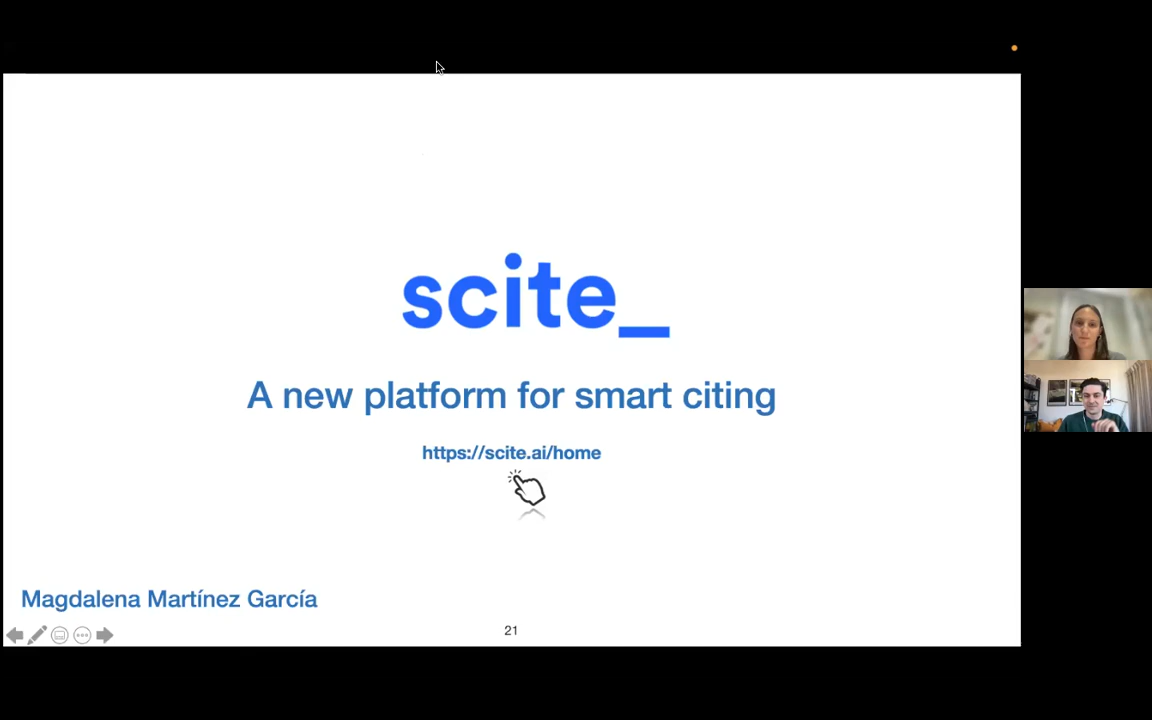 scite_
A new platform for smart citing
https://scite.ai/home
Magdalena Martínez García
21